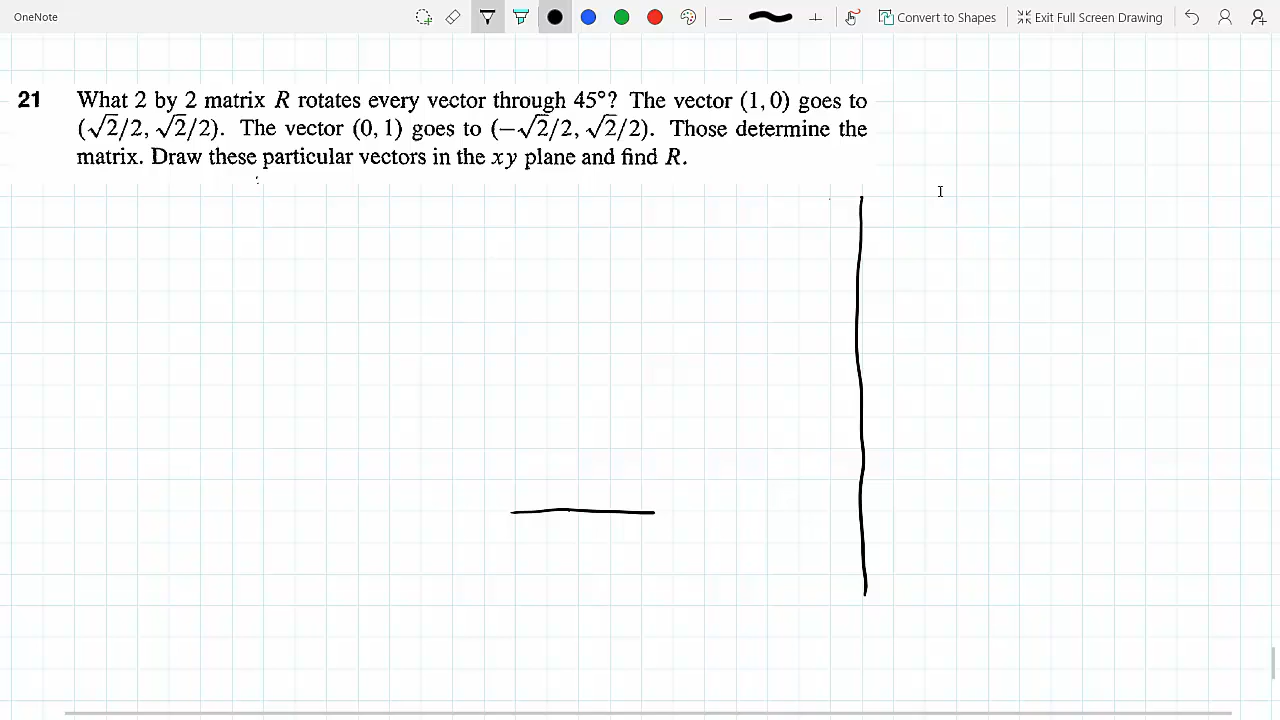 OneNote
Convert to Shapes
Exit Full Screen Drawing
21 What 2 by 2 matrix R rotates every vector through 45°? The vector (1, 0) goes to
(√2/2, √2/2). The vector (0, 1) goes to (−√2/2, √2/2). Those determine the
matrix. Draw these particular vectors in the xy plane and find R.